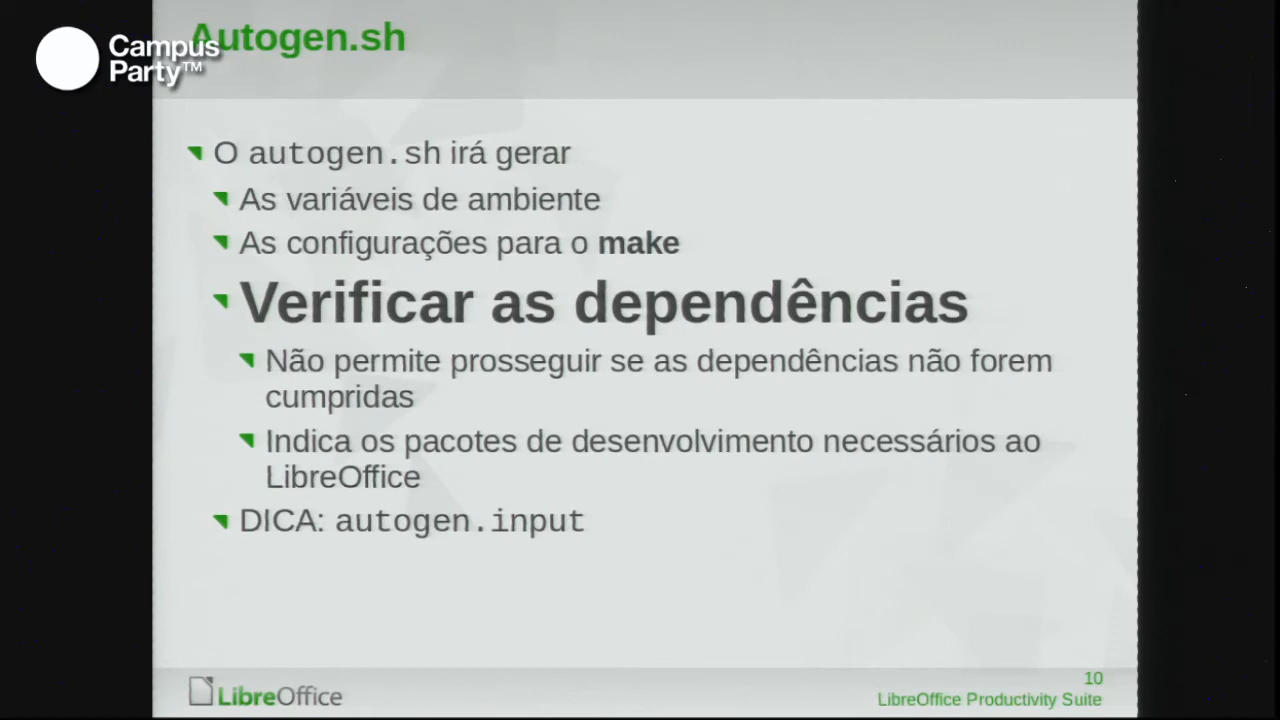 Campus
Party™
Autogen.sh
O autogen.sh irá gerar
As variáveis de ambiente
As configurações para o make
Verificar as dependências
Não permite prosseguir se as dependências não forem
cumpridas
Indica os pacotes de desenvolvimento necessários ao
LibreOffice
DICA: autogen.input
LibreOffice
10
LibreOffice Productivity Suite